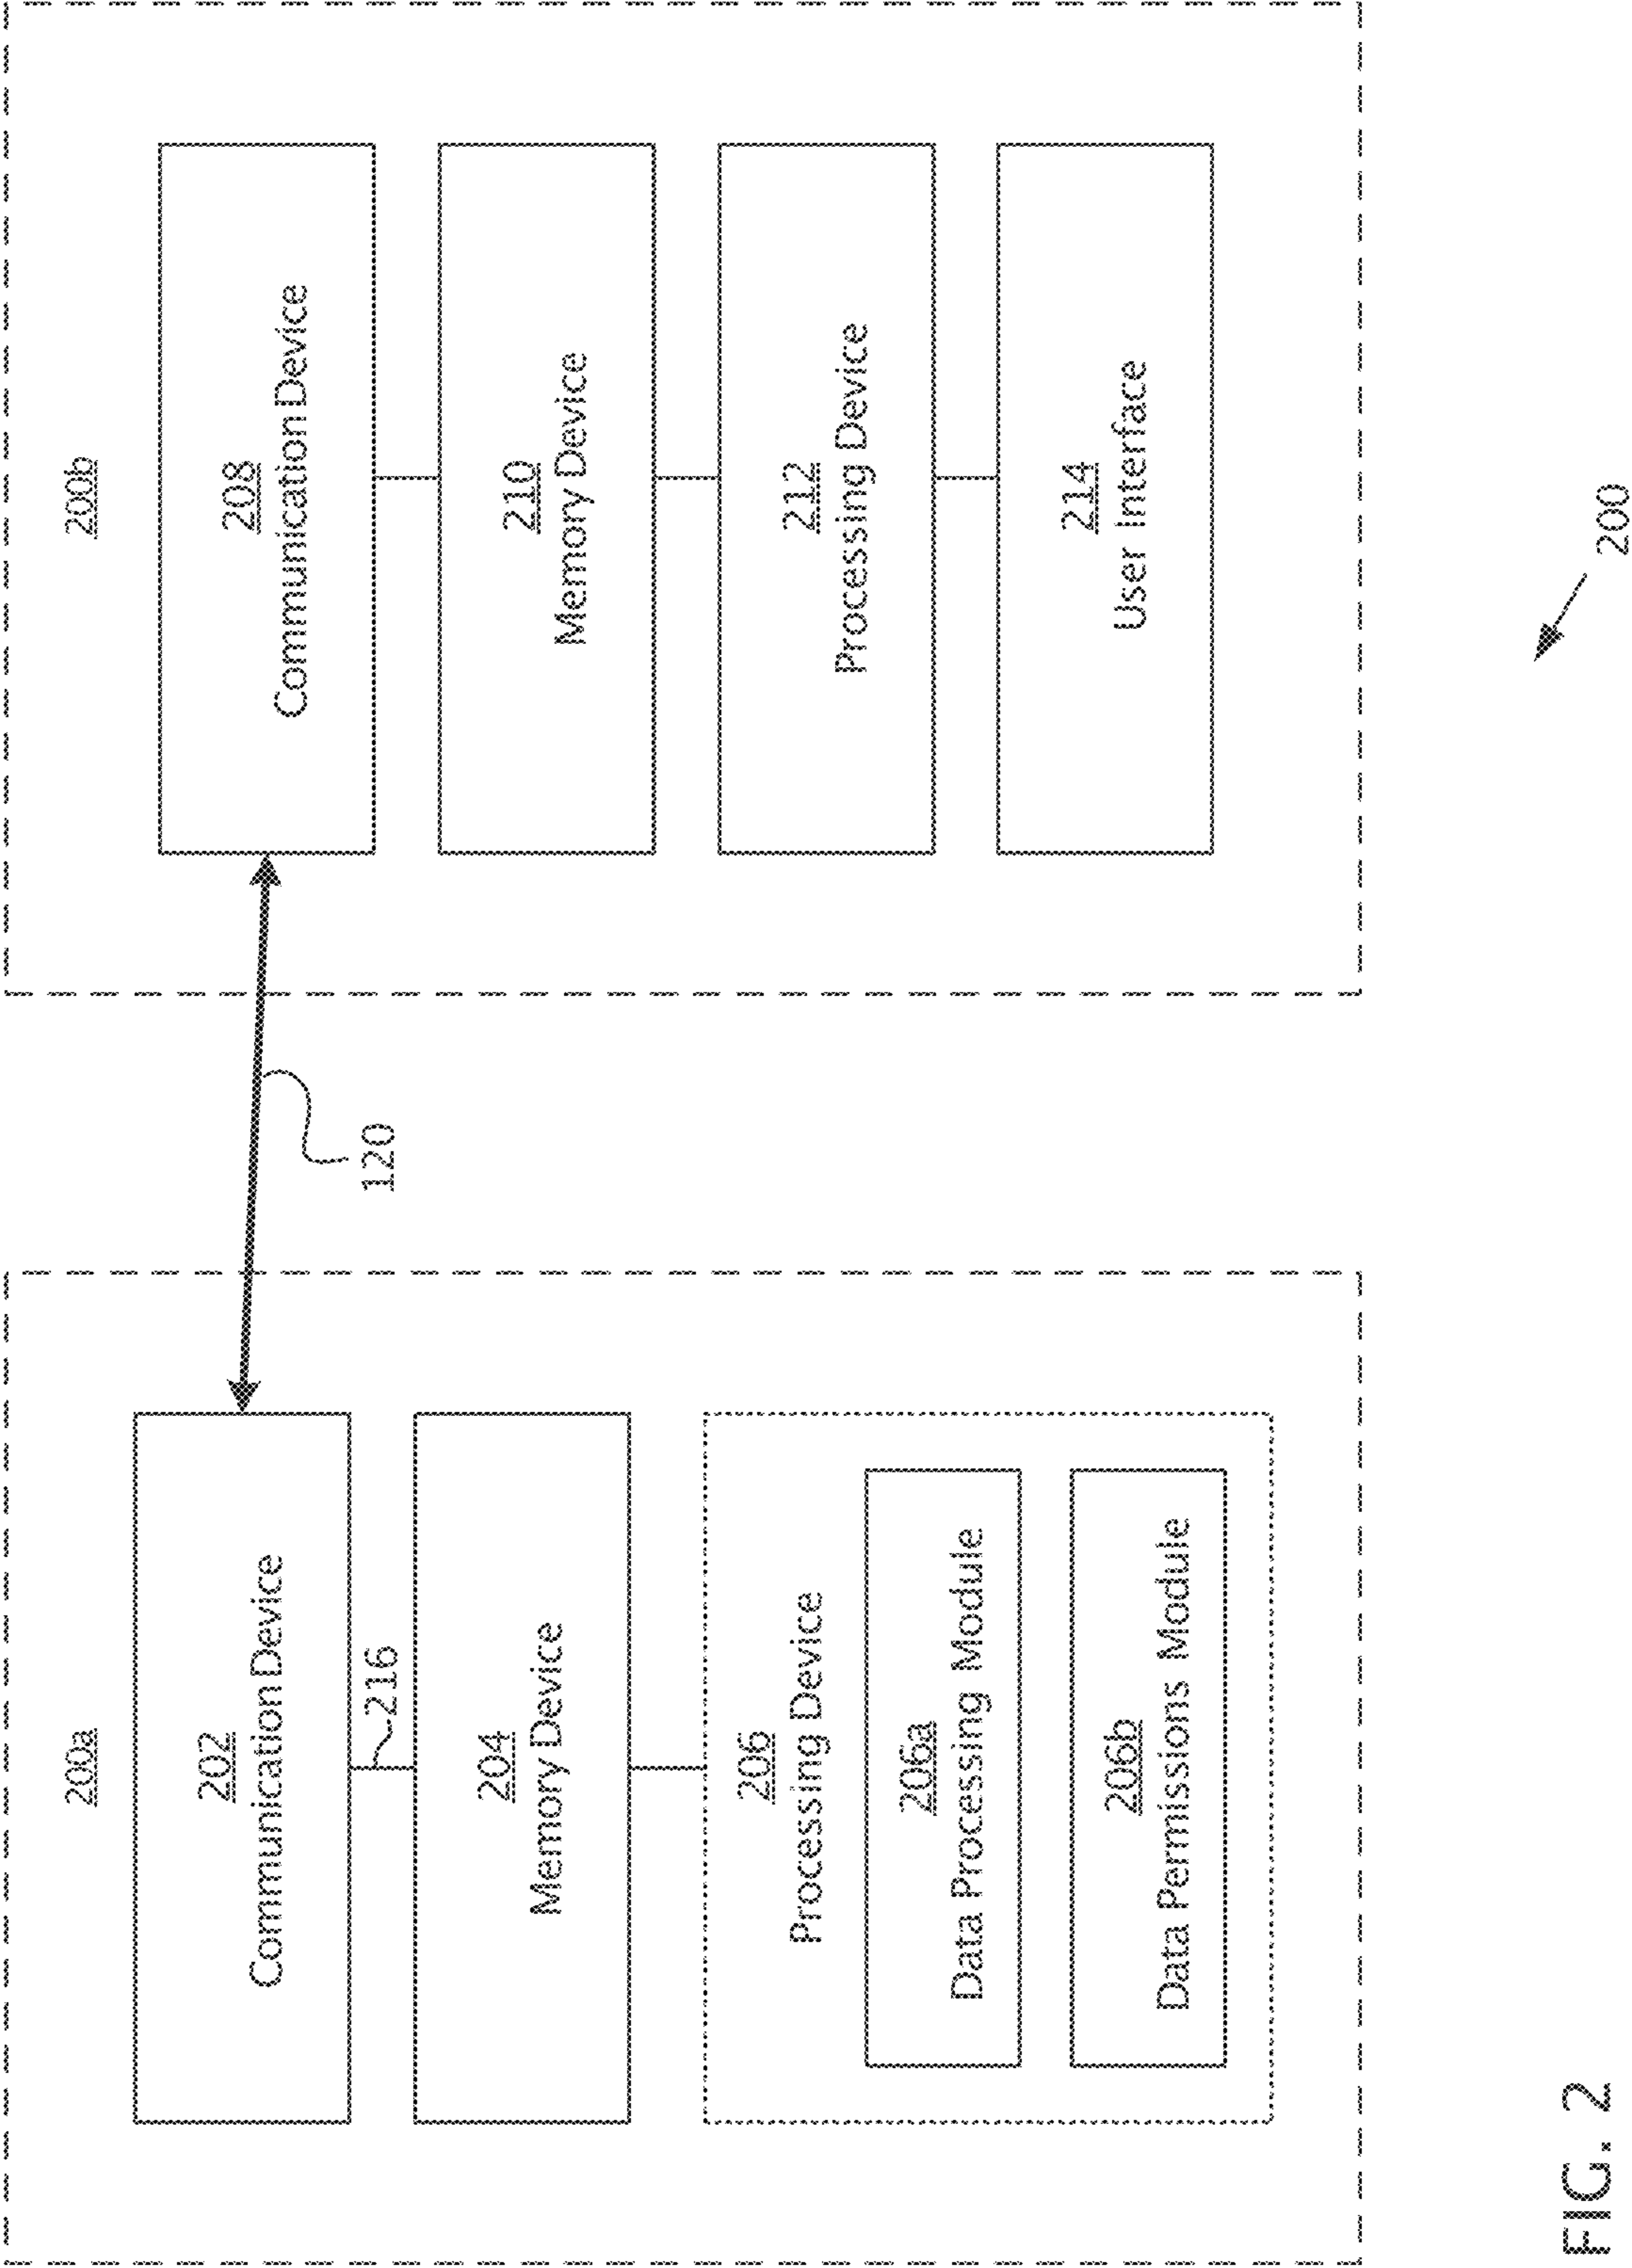 200a
202
Communication Device
216
204
Memory Device
206
Processing Device
206a
Data Processing Module
206b
Data Permissions Module
120
200b
208
Communication Device
210
Memory Device
212
Processing Device
214
User Interface
200
FIG. 2